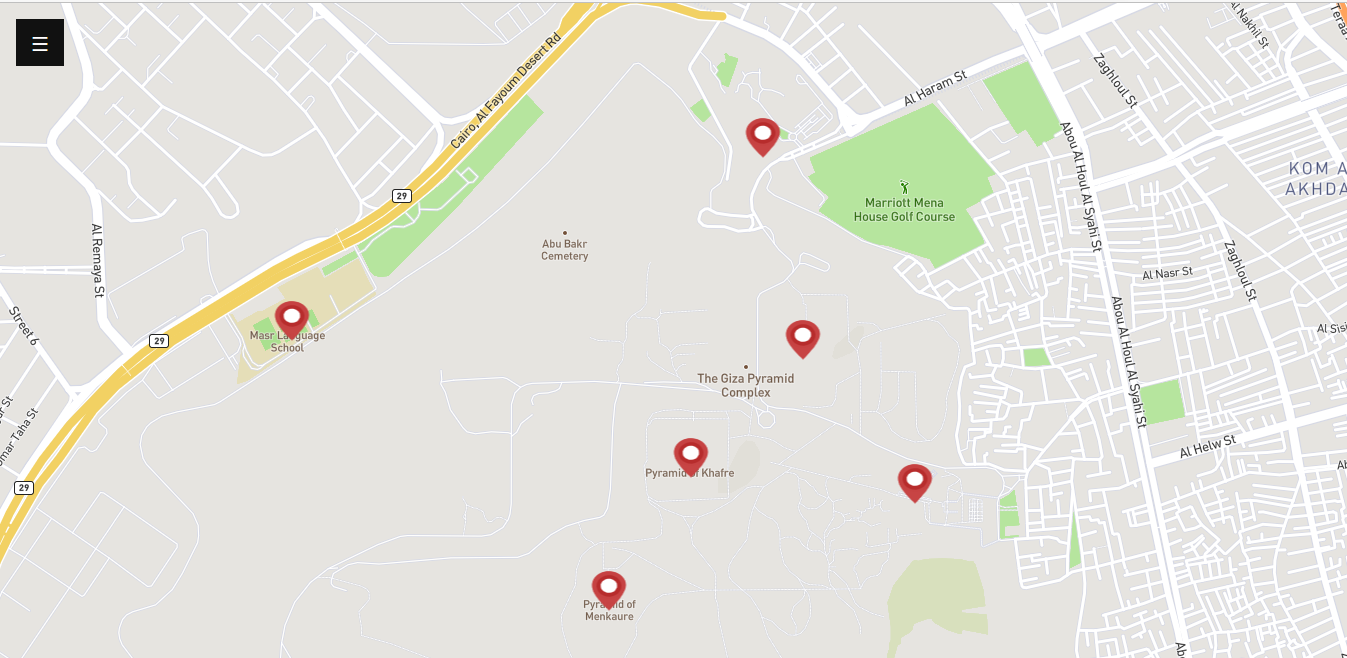 Cairo, Al Fayoum Desert Rd
Al Haram St
Zaghloul St
Al Nakhil St
KOM A
AKHDA
29
Marriott Mena
House Golf Course
Abou Al Houl Al Syahi St
Al Remaya St
Abu Bakr
Cemetery
Al Nasr St
Zaghloul St
Street 6
29
Masr Language
School
Abou Al Houl Al Syahi St
The Giza Pyramid
Complex
Omar Taha St
Al Helw St
Pyramid of Khafre
29
Pyramid of
Menkaure